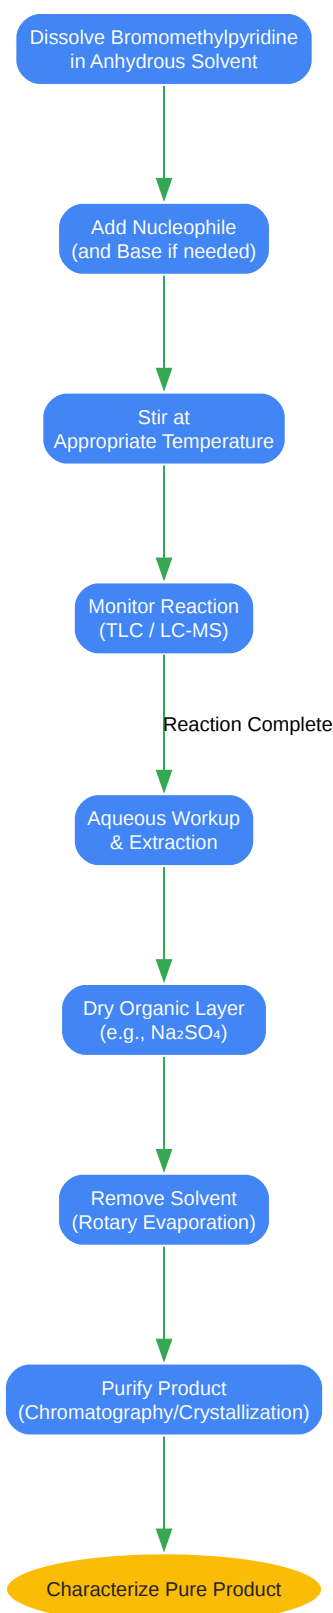 Dissolve Bromomethylpyridine
in Anhydrous Solvent
Add Nucleophile
(and Base if needed)
Stir at
Appropriate Temperature
Monitor Reaction
(TLC / LC-MS)
Reaction Complete
Aqueous Workup
& Extraction
Dry Organic Layer
(e.g., Na₂SO₄)
Remove Solvent
(Rotary Evaporation)
Purify Product
(Chromatography/Crystallization)
Characterize Pure Product